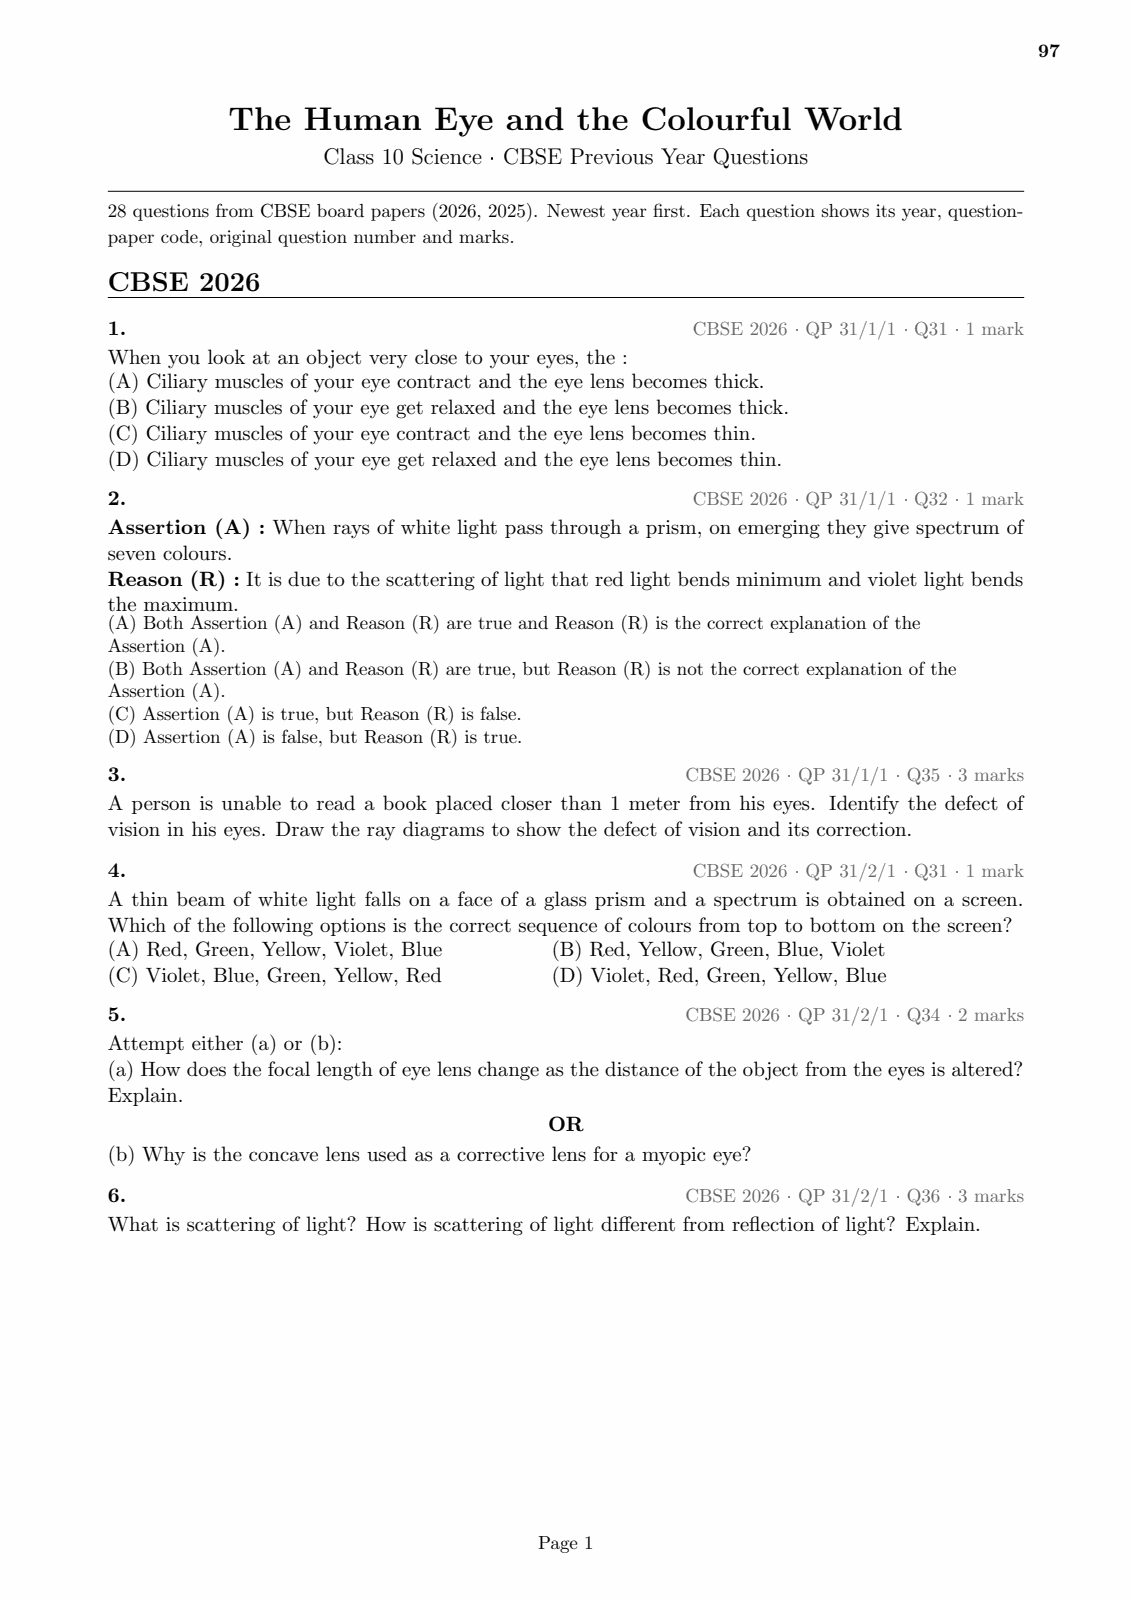 97
The Human Eye and the Colourful World
Class 10 Science · CBSE Previous Year Questions
28 questions from CBSE board papers (2026, 2025). Newest year first. Each question shows its year, question-
paper code, original question number and marks.
CBSE 2026
1. CBSE 2026 · QP 31/1/1 · Q31 · 1 mark
When you look at an object very close to your eyes, the :
(A) Ciliary muscles of your eye contract and the eye lens becomes thick.
(B) Ciliary muscles of your eye get relaxed and the eye lens becomes thick.
(C) Ciliary muscles of your eye contract and the eye lens becomes thin.
(D) Ciliary muscles of your eye get relaxed and the eye lens becomes thin.
2. CBSE 2026 · QP 31/1/1 · Q32 · 1 mark
Assertion (A) : When rays of white light pass through a prism, on emerging they give spectrum of
seven colours.
Reason (R) : It is due to the scattering of light that red light bends minimum and violet light bends
the maximum.
(A) Both Assertion (A) and Reason (R) are true and Reason (R) is the correct explanation of the
Assertion (A).
(B) Both Assertion (A) and Reason (R) are true, but Reason (R) is not the correct explanation of the
Assertion (A).
(C) Assertion (A) is true, but Reason (R) is false.
(D) Assertion (A) is false, but Reason (R) is true.
3. CBSE 2026 · QP 31/1/1 · Q35 · 3 marks
A person is unable to read a book placed closer than 1 meter from his eyes. Identify the defect of
vision in his eyes. Draw the ray diagrams to show the defect of vision and its correction.
4. CBSE 2026 · QP 31/2/1 · Q31 · 1 mark
A thin beam of white light falls on a face of a glass prism and a spectrum is obtained on a screen.
Which of the following options is the correct sequence of colours from top to bottom on the screen?
(A) Red, Green, Yellow, Violet, Blue (B) Red, Yellow, Green, Blue, Violet
(C) Violet, Blue, Green, Yellow, Red (D) Violet, Red, Green, Yellow, Blue
5. CBSE 2026 · QP 31/2/1 · Q34 · 2 marks
Attempt either (a) or (b):
(a) How does the focal length of eye lens change as the distance of the object from the eyes is altered?
Explain.
OR
(b) Why is the concave lens used as a corrective lens for a myopic eye?
6. CBSE 2026 · QP 31/2/1 · Q36 · 3 marks
What is scattering of light? How is scattering of light different from reflection of light? Explain.
Page 1